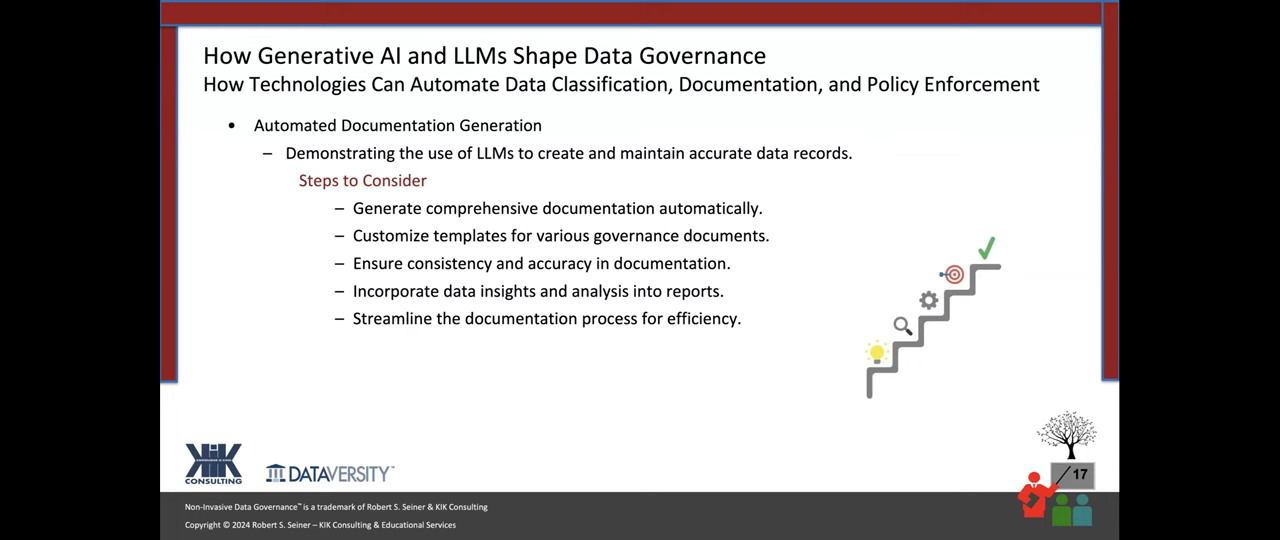 How Generative AI and LLMs Shape Data Governance
How Technologies Can Automate Data Classification, Documentation, and Policy Enforcement
• Automated Documentation Generation
– Demonstrating the use of LLMs to create and maintain accurate data records.
Steps to Consider
– Generate comprehensive documentation automatically.
– Customize templates for various governance documents.
– Ensure consistency and accuracy in documentation.
– Incorporate data insights and analysis into reports.
– Streamline the documentation process for efficiency.
KIK
CONSULTING
DATAVERSITY™
17
Non-Invasive Data Governance™ is a trademark of Robert S. Seiner & KIK Consulting
Copyright © 2024 Robert S. Seiner – KIK Consulting & Educational Services